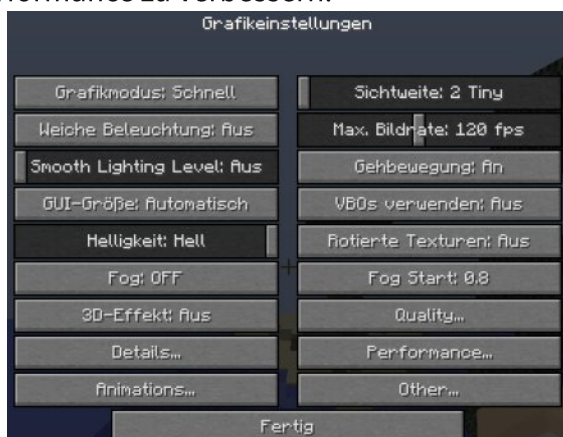 Grafikeinstellungen
Grafikmodus: Schnell
Sichtweite: 2 Tiny
Weiche Beleuchtung: Aus
Max. Bildrate: 120 fps
Smooth Lighting Level: Aus
Gehbewegung: An
GUI-Größe: Automatisch
VBOs verwenden: Aus
Helligkeit: Hell
Rotierte Texturen: Aus
Fog: OFF
Fog Start: 0.8
3D-Effekt: Aus
Quality...
Details...
Performance...
Animations...
Other...
Fertig